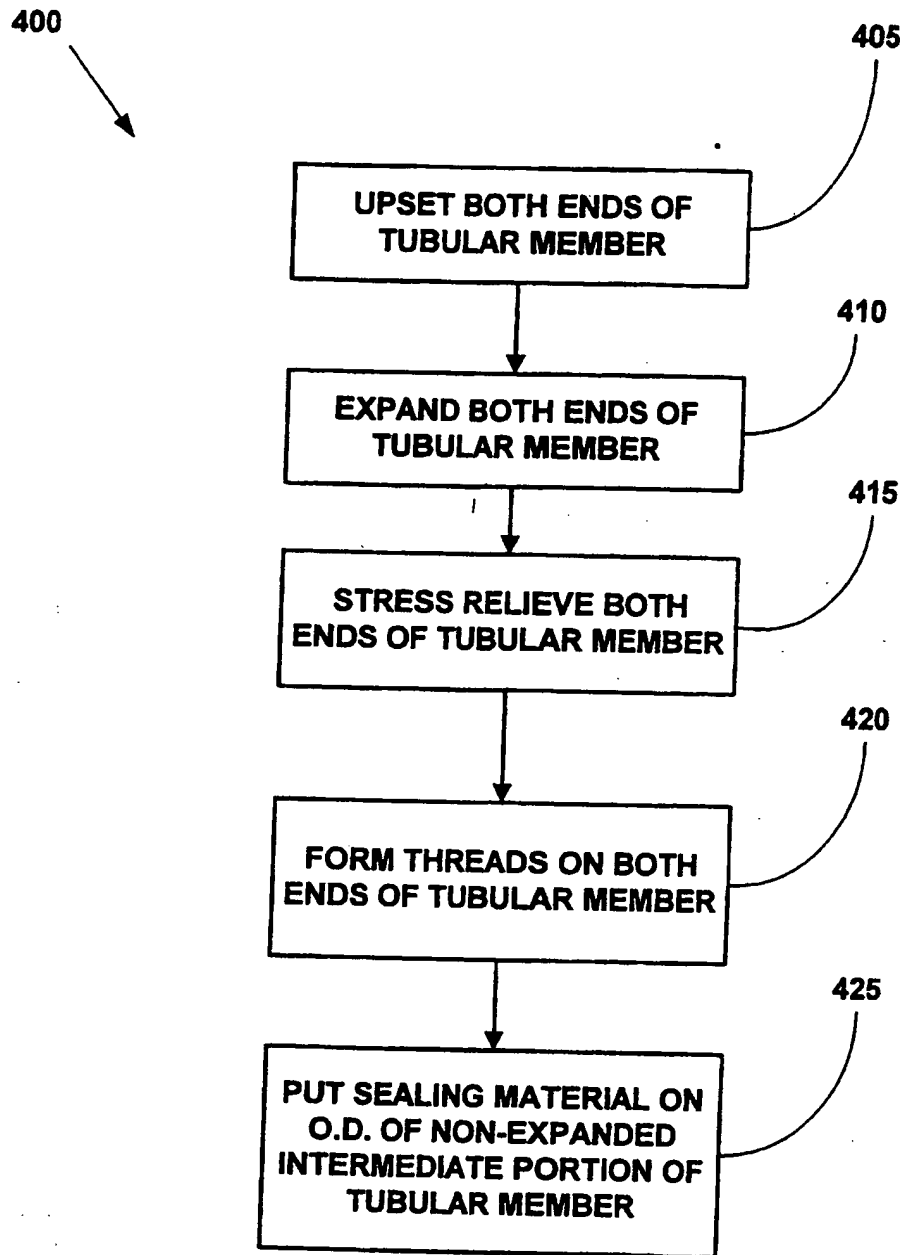 400
405
UPSET BOTH ENDS OF
TUBULAR MEMBER
410
EXPAND BOTH ENDS OF
TUBULAR MEMBER
415
STRESS RELIEVE BOTH
ENDS OF TUBULAR MEMBER
420
FORM THREADS ON BOTH
ENDS OF TUBULAR MEMBER
425
PUT SEALING MATERIAL ON
O.D. OF NON-EXPANDED
INTERMEDIATE PORTION OF
TUBULAR MEMBER